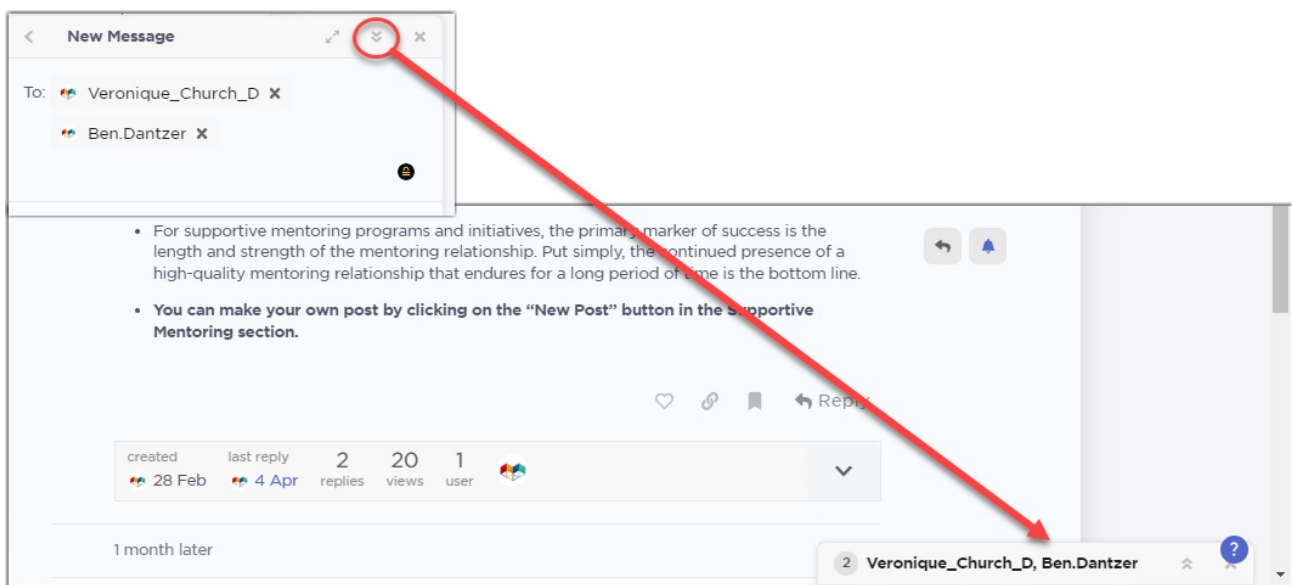 New Message
To: Veronique_Church_D
Ben.Dantzer
• For supportive mentoring programs and initiatives, the primary marker of success is the
length and strength of the mentoring relationship. Put simply, the continued presence of a
high-quality mentoring relationship that endures for a long period of time is the bottom line.
• You can make your own post by clicking on the “New Post” button in the Supportive
Mentoring section.
Reply
created last reply 2 20 1
28 Feb 4 Apr replies views user
1 month later
2 Veronique_Church_D, Ben.Dantzer ?